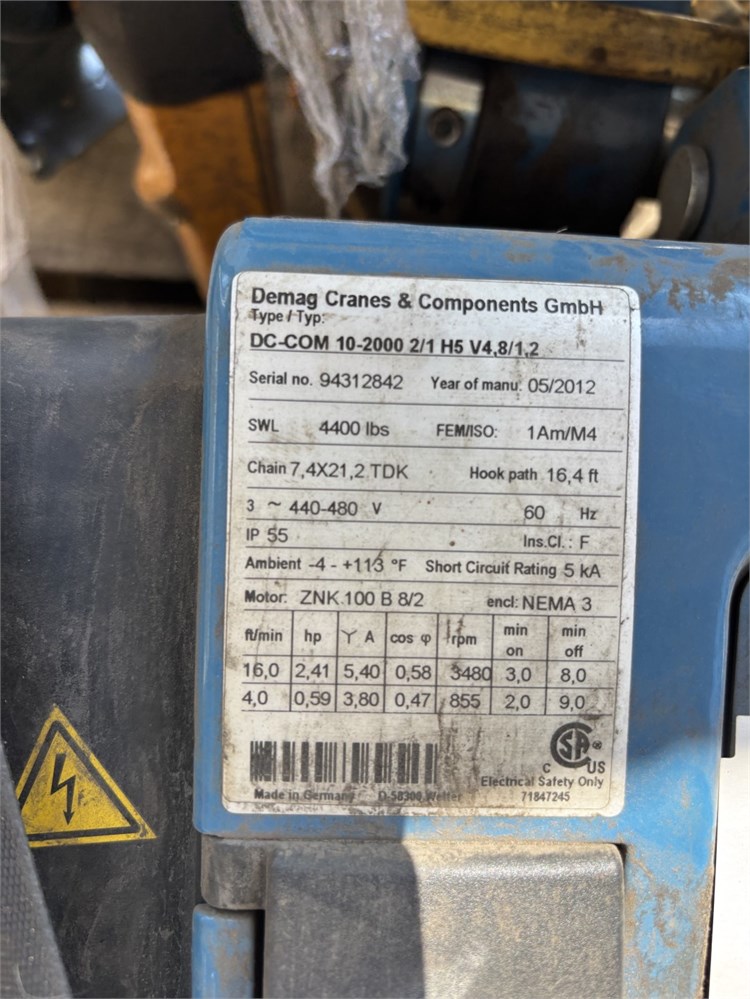 Demag Cranes & Components GmbH
Type / Typ:
DC-COM 10-2000 2/1 H5 V4,8/1,2
Serial no. 94312842 Year of manu. 05/2012
SWL 4400 lbs FEM/ISO: 1Am/M4
Chain 7,4X21,2 TDK Hook path 16,4 ft
3 ~ 440-480 V 60 Hz
IP 55 Ins.Cl. : F
Ambient -4 - +113 °F Short Circuit Rating 5 kA
Motor: ZNK 100 B 8/2 encl: NEMA 3
ft/min hp Y A cos φ rpm min on min off
16,0 2,41 5,40 0,58 3480 3,0 8,0
4,0 0,59 3,80 0,47 855 2,0 9,0
CSA ®
C US
Electrical Safety Only
Made in Germany D-58300 Wetter 71847245